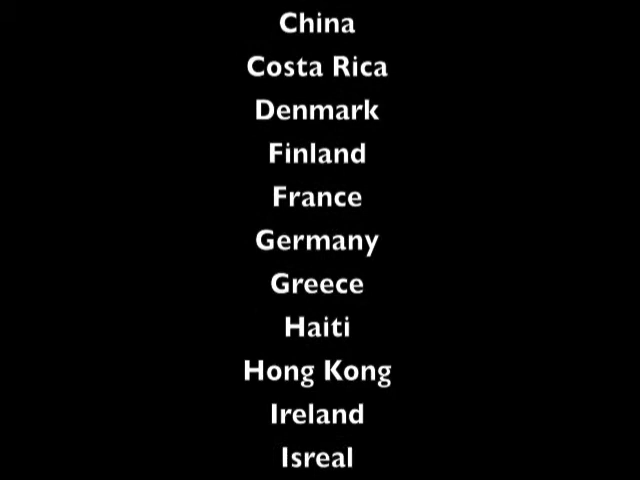 China
Costa Rica
Denmark
Finland
France
Germany
Greece
Haiti
Hong Kong
Ireland
Isreal